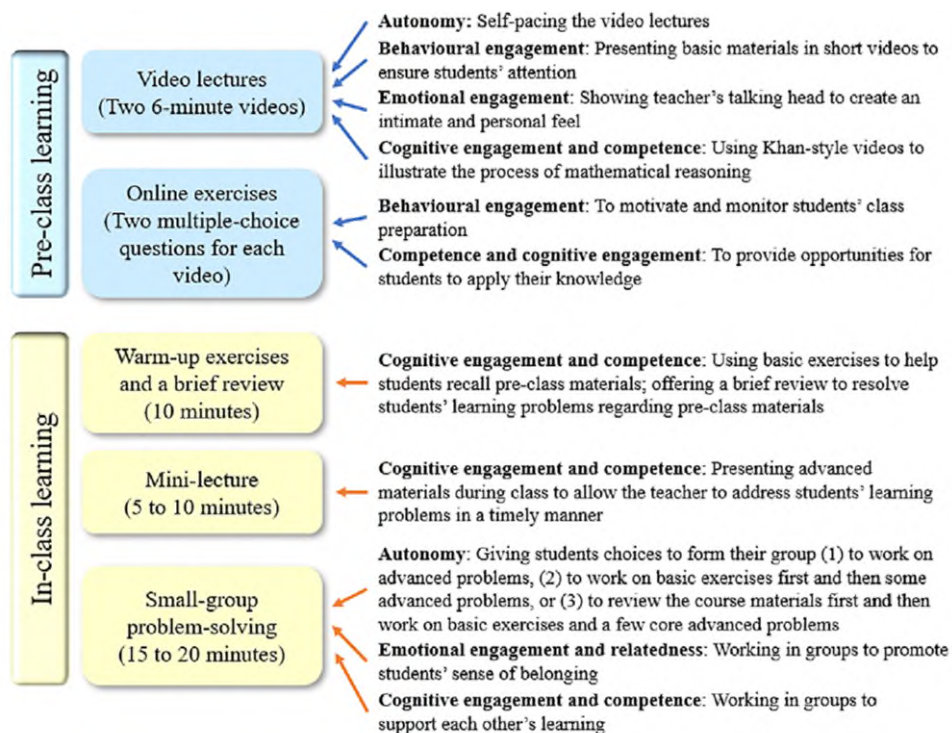 Pre-class learning
Video lectures
(Two 6-minute videos)
Autonomy: Self-pacing the video lectures
Behavioural engagement: Presenting basic materials in short videos to
ensure students' attention
Emotional engagement: Showing teacher's talking head to create an
intimate and personal feel
Cognitive engagement and competence: Using Khan-style videos to
illustrate the process of mathematical reasoning
Online exercises
(Two multiple-choice
questions for each
video)
Behavioural engagement: To motivate and monitor students' class
preparation
Competence and cognitive engagement: To provide opportunities for
students to apply their knowledge
In-class learning
Warm-up exercises
and a brief review
(10 minutes)
Cognitive engagement and competence: Using basic exercises to help
students recall pre-class materials; offering a brief review to resolve
students' learning problems regarding pre-class materials
Mini-lecture
(5 to 10 minutes)
Cognitive engagement and competence: Presenting advanced
materials during class to allow the teacher to address students' learning
problems in a timely manner
Small-group
problem-solving
(15 to 20 minutes)
Autonomy: Giving students choices to form their group (1) to work on
advanced problems, (2) to work on basic exercises first and then some
advanced problems, or (3) to review the course materials first and then
work on basic exercises and a few core advanced problems
Emotional engagement and relatedness: Working in groups to promote
students' sense of belonging
Cognitive engagement and competence: Working in groups to
support each other's learning